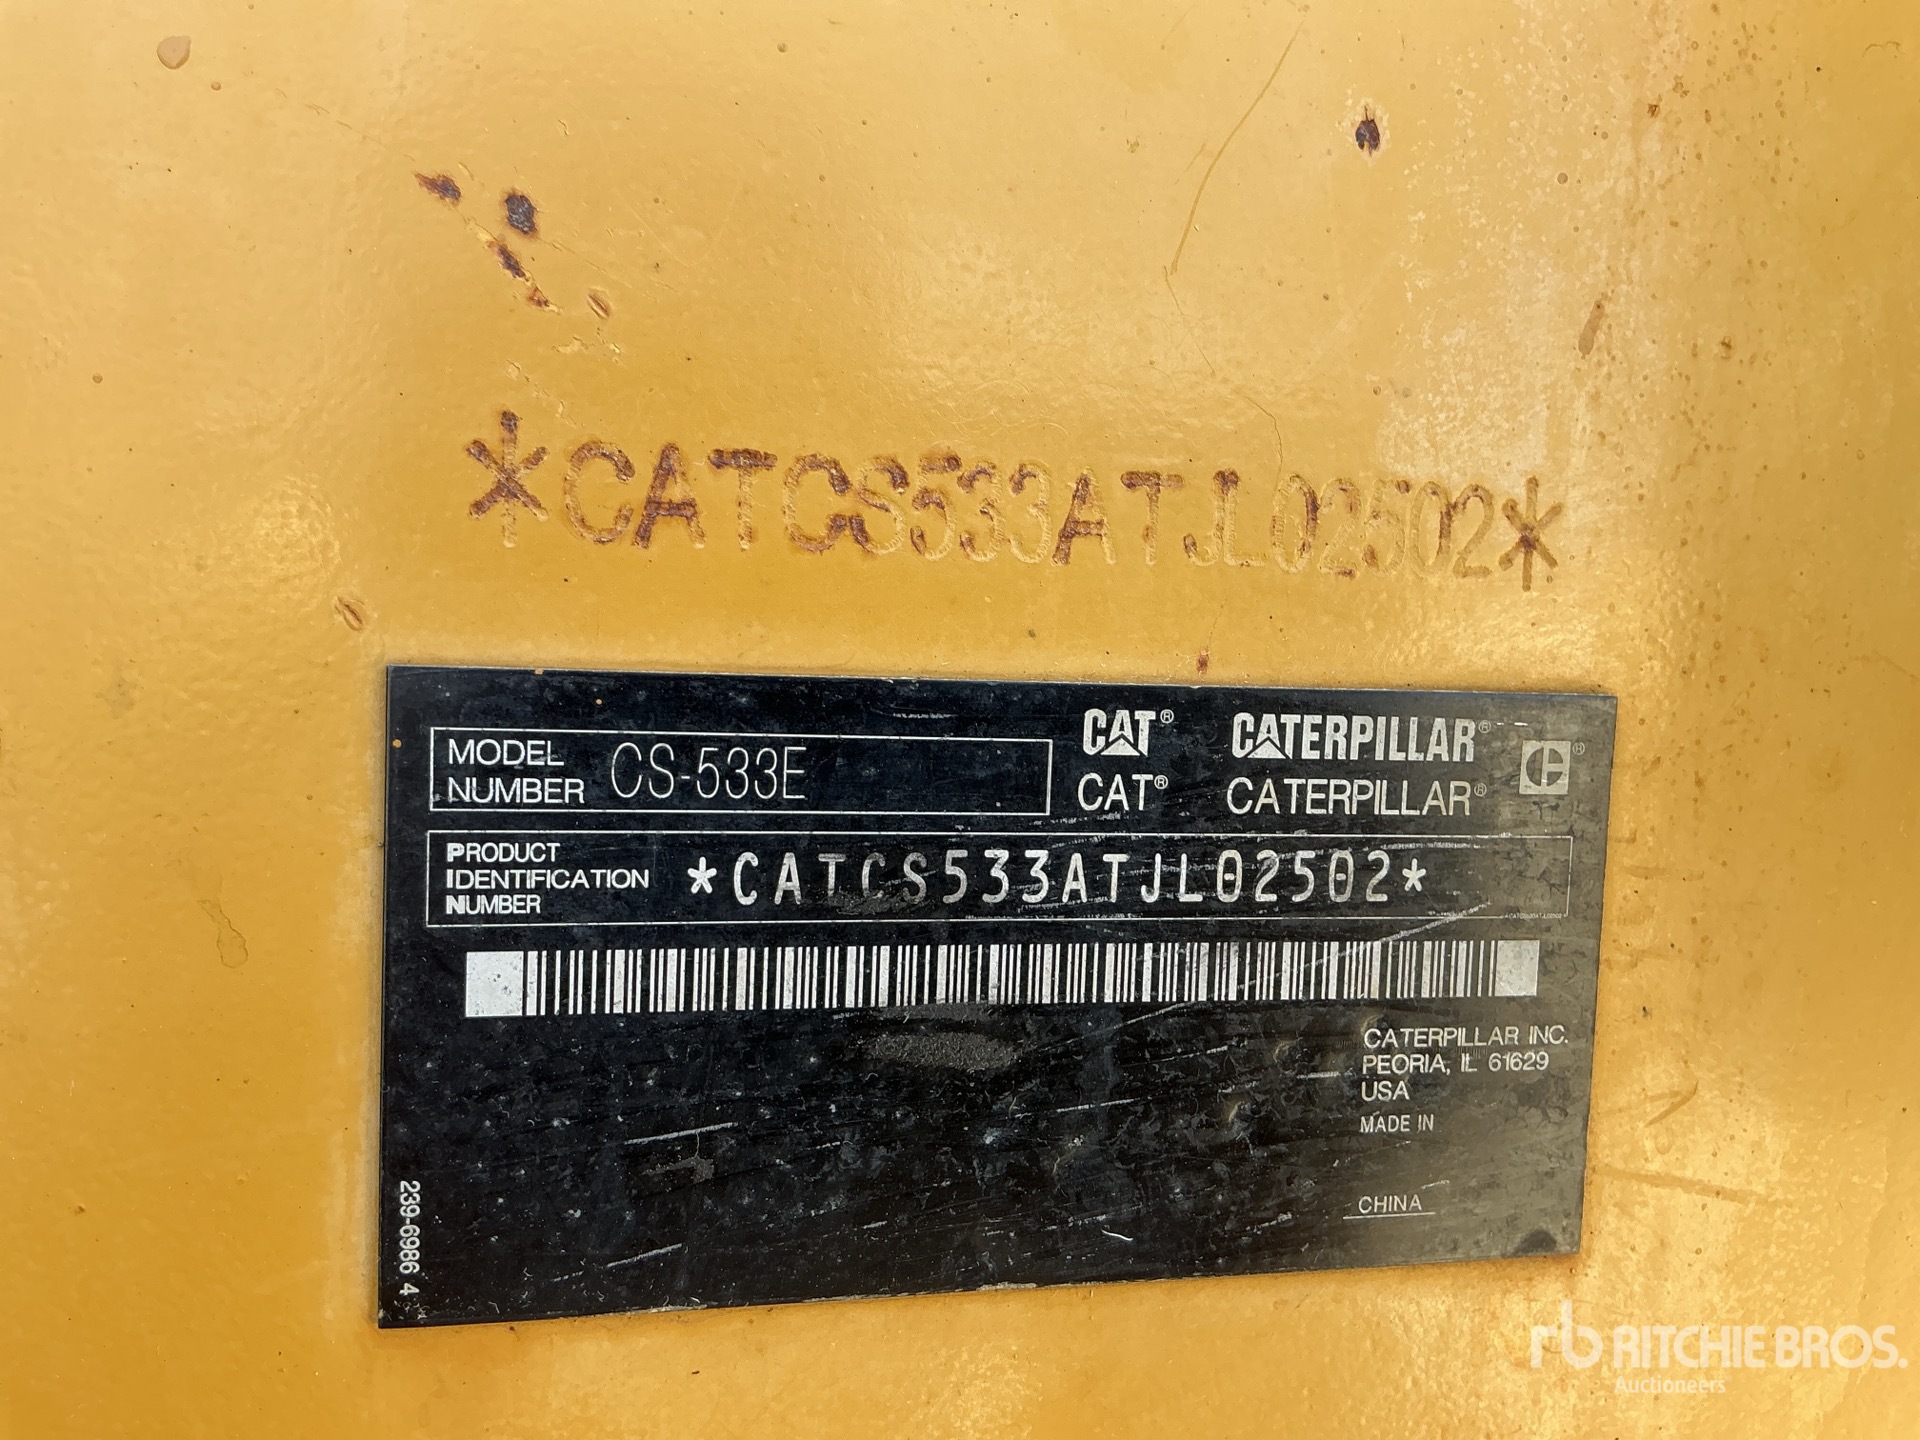 *CATCS533ATJL02502*
MODEL NUMBER CS-533E
CAT® CATERPILLAR®
CAT® CATERPILLAR®
PRODUCT
IDENTIFICATION
NUMBER
*CATCS533ATJL02502*
CATERPILLAR INC.
PEORIA, IL 61629
USA
MADE IN
CHINA
239-6986 4
rb RITCHIE BROS.
Auctioneers